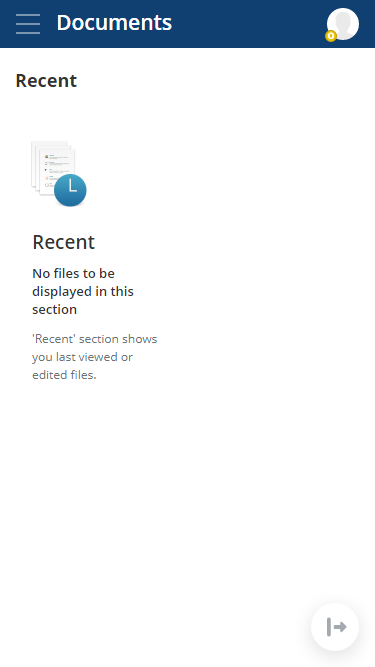 Documents
Recent
Recent
No files to be
displayed in this
section
'Recent' section shows
you last viewed or
edited files.